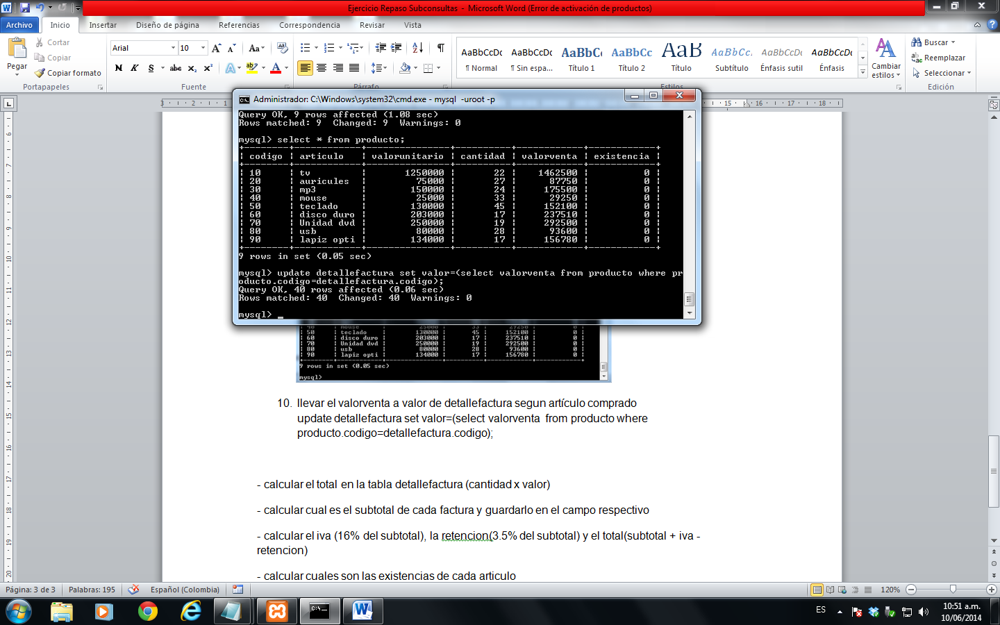 Ejercicio Repaso Subconsultas - Microsoft Word (Error de activación de productos)
Archivo Inicio Insertar Diseño de página Referencias Correspondencia Revisar Vista
Pegar
Cortar
Copiar
Copiar formato
Portapapeles
Arial 10
N K S abc x₂ x²
Fuente
Párrafo
AaBbCcDc AaBbCcDc AaBbCc AaBbCc AaB AaBbCc. AaBbCcDc AaBbCcDc
¶ Normal ¶ Sin espa... Título 1 Título 2 Título Subtítulo Énfasis sutil Énfasis
Cambiar estilos
Estilos
Buscar
Reemplazar
Seleccionar
Edición
Administrador: C:\Windows\system32\cmd.exe - mysql -uroot -p
Query OK, 9 rows affected (1.08 sec)
Rows matched: 9 Changed: 9 Warnings: 0
mysql> select * from producto;
| codigo | articulo | valorunitario | cantidad | valorventa | existencia |
| 10 | tv | 1250000 | 22 | 1462500 | 0 |
| 20 | auricules | 75000 | 27 | 87750 | 0 |
| 30 | mp3 | 150000 | 24 | 175500 | 0 |
| 40 | mouse | 25000 | 33 | 29250 | 0 |
| 50 | teclado | 130000 | 45 | 152100 | 0 |
| 60 | disco duro | 203000 | 17 | 237510 | 0 |
| 70 | Unidad dvd | 250000 | 19 | 292500 | 0 |
| 80 | usb | 80000 | 28 | 93600 | 0 |
| 90 | lapiz opti | 134000 | 17 | 156780 | 0 |
9 rows in set (0.05 sec)
mysql> update detallefactura set valor=(select valorventa from producto where pr
oducto.codigo=detallefactura.codigo);
Query OK, 40 rows affected (0.06 sec)
Rows matched: 40 Changed: 40 Warnings: 0
mysql> _
| 40 | mouse | 25000 | 33 | 29250 | 0 |
| 50 | teclado | 130000 | 45 | 152100 | 0 |
| 60 | disco duro | 203000 | 17 | 237510 | 0 |
| 70 | Unidad dvd | 250000 | 19 | 292500 | 0 |
| 80 | usb | 80000 | 28 | 93600 | 0 |
| 90 | lapiz opti | 134000 | 17 | 156780 | 0 |
9 rows in set (0.05 sec)
mysql>
10. llevar el valorventa a valor de detallefactura segun artículo comprado
update detallefactura set valor=(select valorventa from producto where
producto.codigo=detallefactura.codigo);
- calcular el total en la tabla detallefactura (cantidad x valor)
- calcular cual es el subtotal de cada factura y guardarlo en el campo respectivo
- calcular el iva (16% del subtotal), la retencion(3.5% del subtotal) y el total(subtotal + iva -
retencion)
- calcular cuales son las existencias de cada articulo
Página: 3 de 3 Palabras: 195 Español (Colombia) 120%
ES 10:51 a.m.
10/06/2014